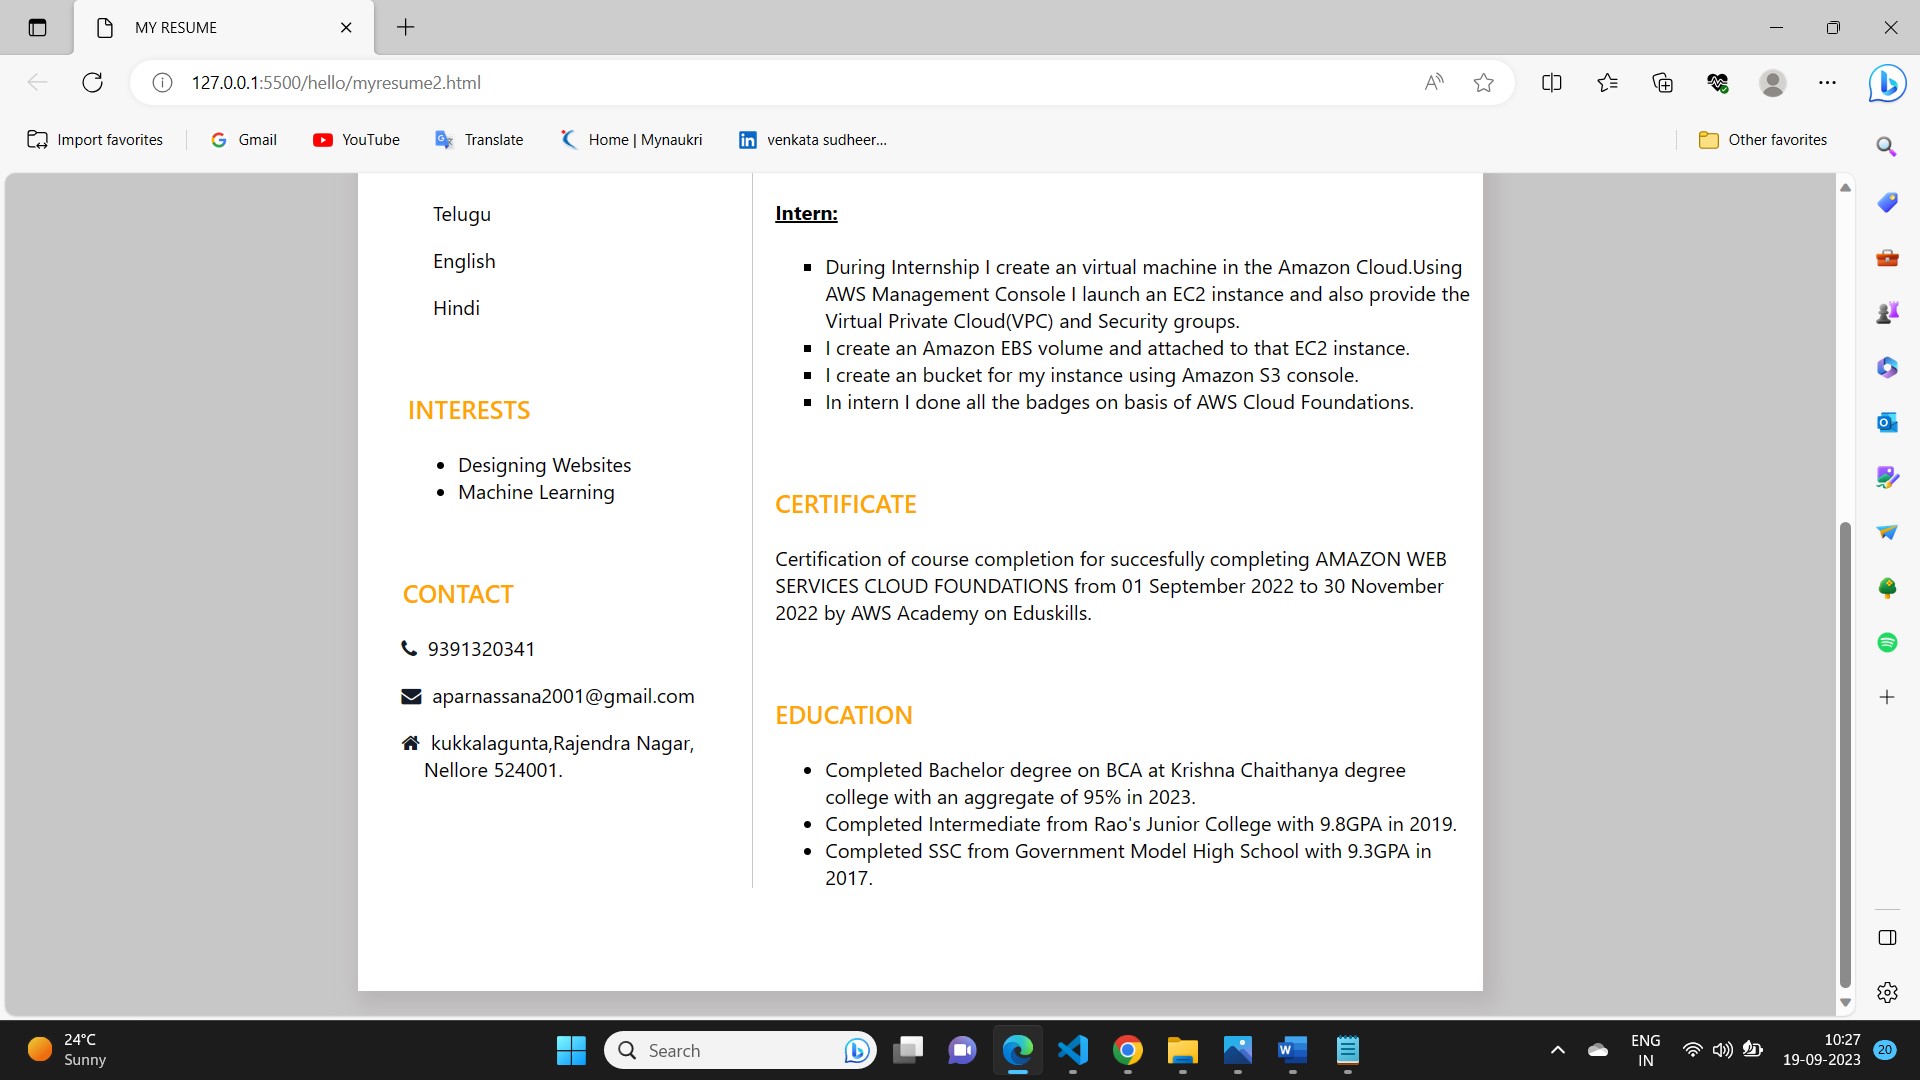 MY RESUME
127.0.0.1:5500/hello/myresume2.html
Import favorites
Gmail
YouTube
Translate
Home | Mynaukri
venkata sudheer...
Other favorites
Telugu
English
Hindi
INTERESTS
• Designing Websites
• Machine Learning
CONTACT
9391320341
aparnassana2001@gmail.com
kukkalagunta,Rajendra Nagar,
Nellore 524001.
Intern:
▪ During Internship I create an virtual machine in the Amazon Cloud.Using
AWS Management Console I launch an EC2 instance and also provide the
Virtual Private Cloud(VPC) and Security groups.
▪ I create an Amazon EBS volume and attached to that EC2 instance.
▪ I create an bucket for my instance using Amazon S3 console.
▪ In intern I done all the badges on basis of AWS Cloud Foundations.
CERTIFICATE
Certification of course completion for succesfully completing AMAZON WEB
SERVICES CLOUD FOUNDATIONS from 01 September 2022 to 30 November
2022 by AWS Academy on Eduskills.
EDUCATION
• Completed Bachelor degree on BCA at Krishna Chaithanya degree
college with an aggregate of 95% in 2023.
• Completed Intermediate from Rao's Junior College with 9.8GPA in 2019.
• Completed SSC from Government Model High School with 9.3GPA in
2017.
24°C
Sunny
Search
ENG
IN
10:27
19-09-2023
20